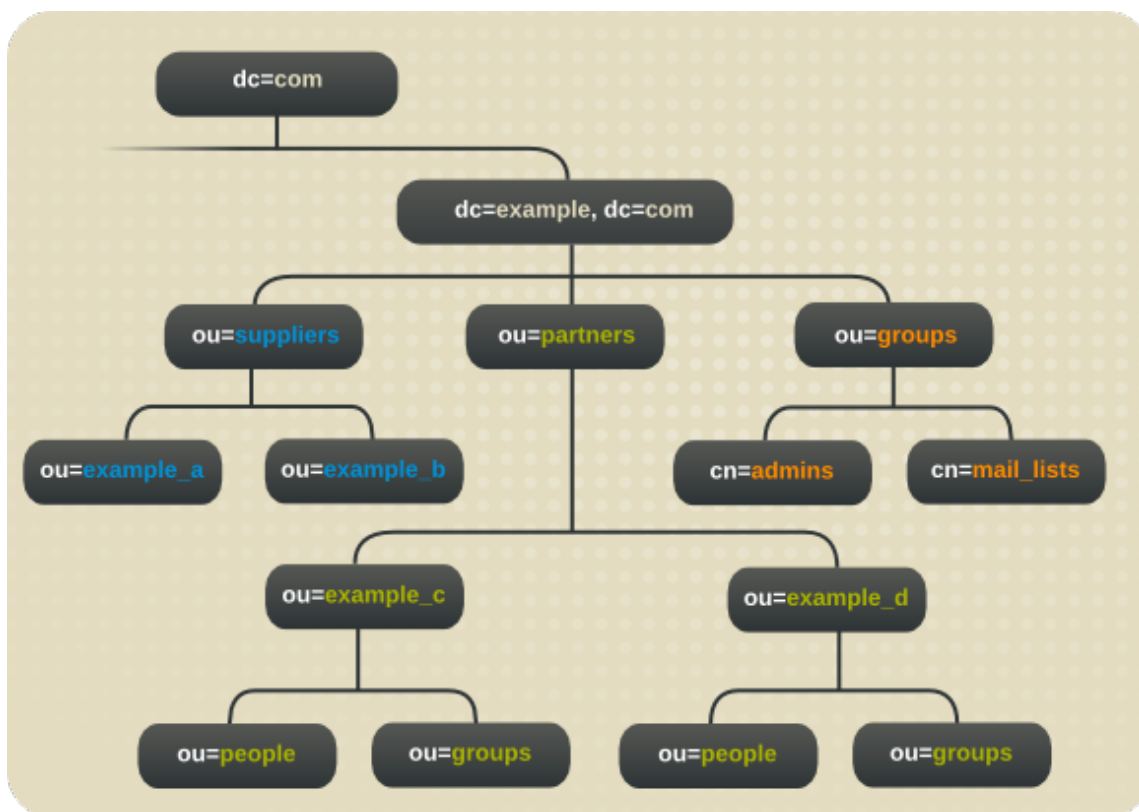 dc=com
dc=example, dc=com
ou=suppliers
ou=partners
ou=groups
ou=example_a
ou=example_b
cn=admins
cn=mail_lists
ou=example_c
ou=example_d
ou=people
ou=groups
ou=people
ou=groups